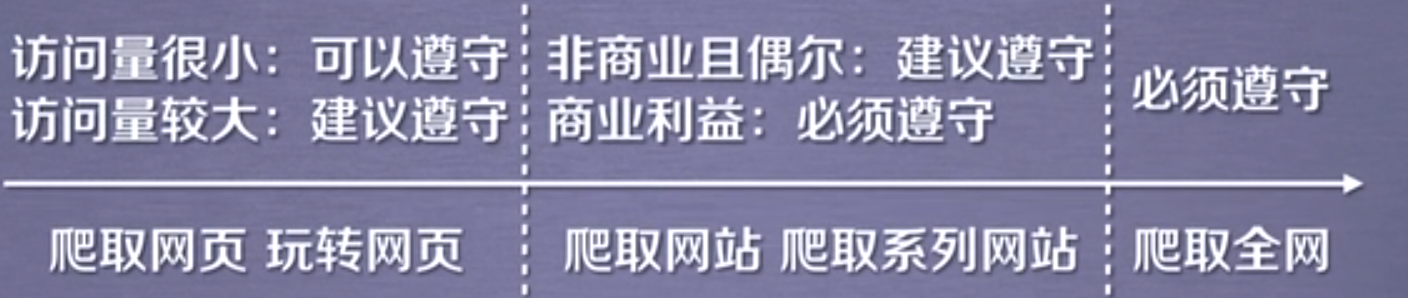 访问量很小：可以遵守
访问量较大：建议遵守
非商业且偶尔：建议遵守
商业利益：必须遵守
必须遵守
爬取网页 玩转网页
爬取网站 爬取系列网站
爬取全网